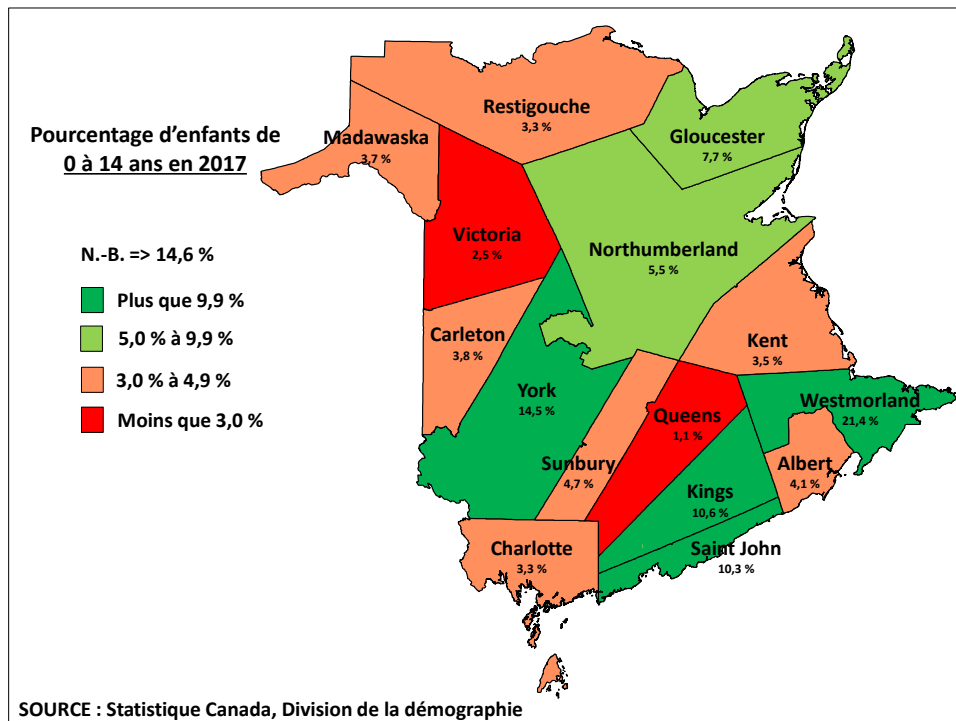 Pourcentage d'enfants de
0 à 14 ans en 2017
N.-B. => 14,6 %
Plus que 9,9 %
5,0 % à 9,9 %
3,0 % à 4,9 %
Moins que 3,0 %
Restigouche
3,3 %
Madawaska
3,7 %
Gloucester
7,7 %
Victoria
2,5 %
Northumberland
5,5 %
Carleton
3,8 %
Kent
3,5 %
York
14,5 %
Queens
1,1 %
Westmorland
21,4 %
Sunbury
4,7 %
Albert
4,1 %
Kings
10,6 %
Charlotte
3,3 %
Saint John
10,3 %
SOURCE : Statistique Canada, Division de la démographie